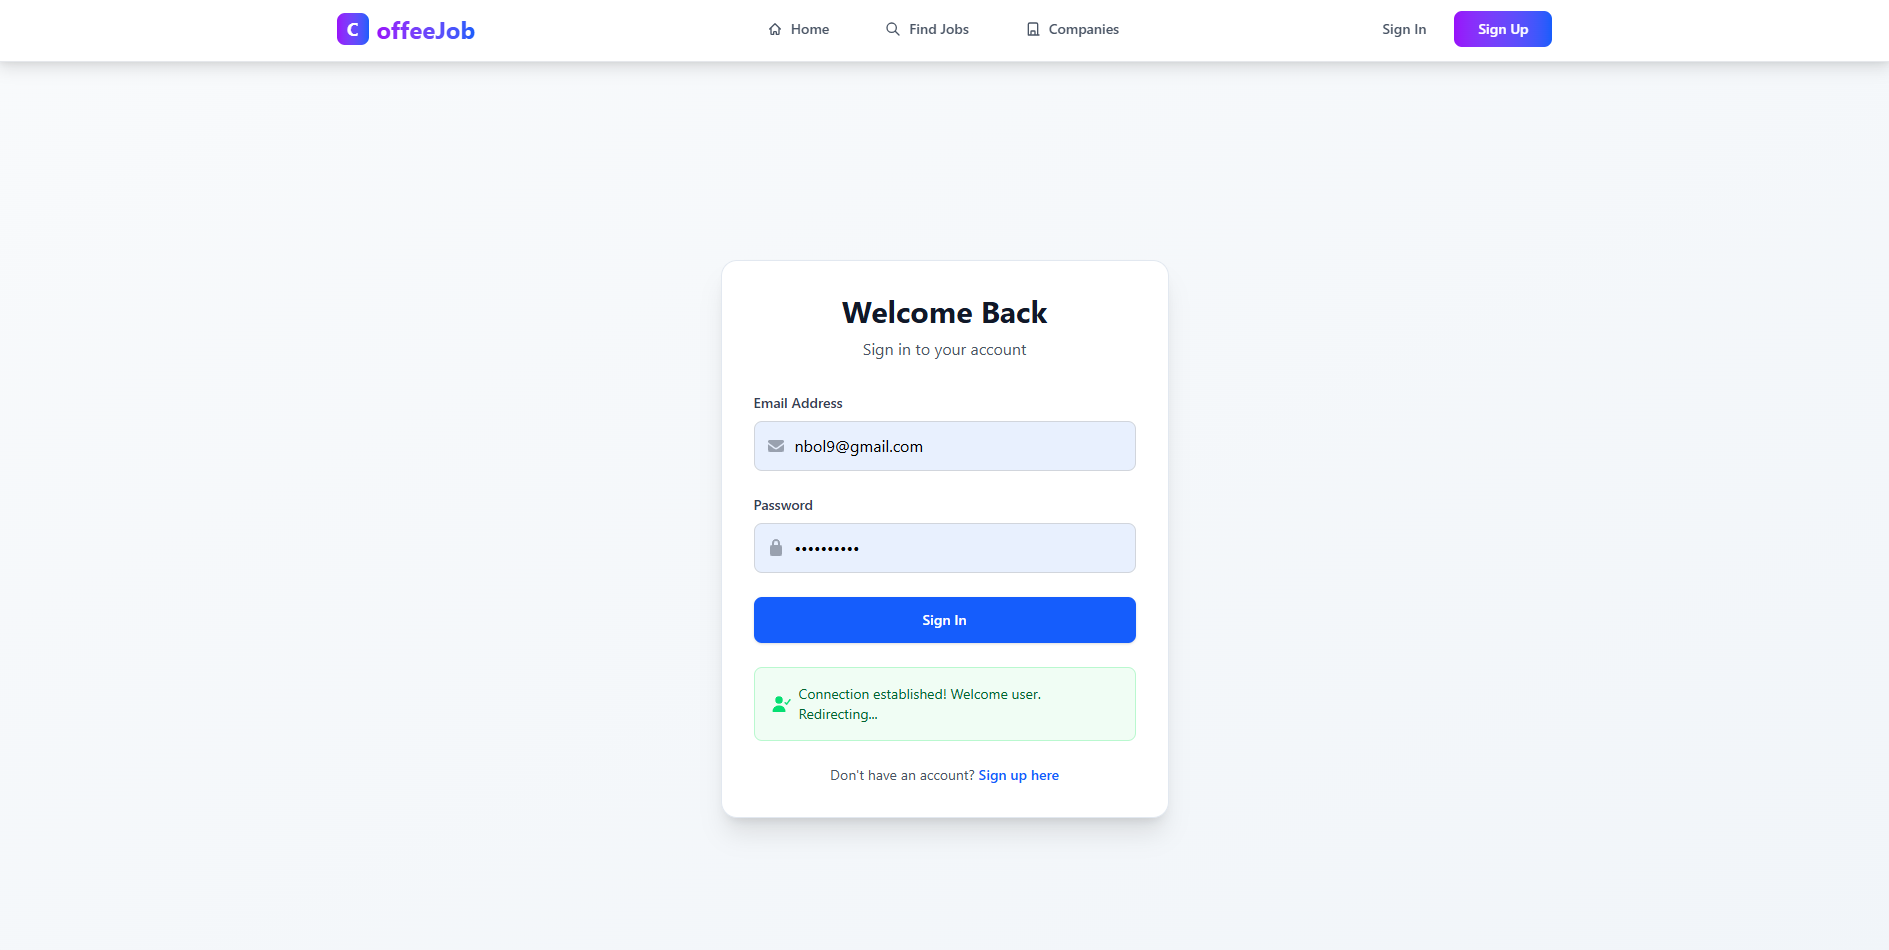 C offeeJob
Home
Find Jobs
Companies
Sign In
Sign Up
Welcome Back
Sign in to your account
Email Address
nbol9@gmail.com
Password
••••••••••
Sign In
Connection established! Welcome user.
Redirecting...
Don't have an account? Sign up here